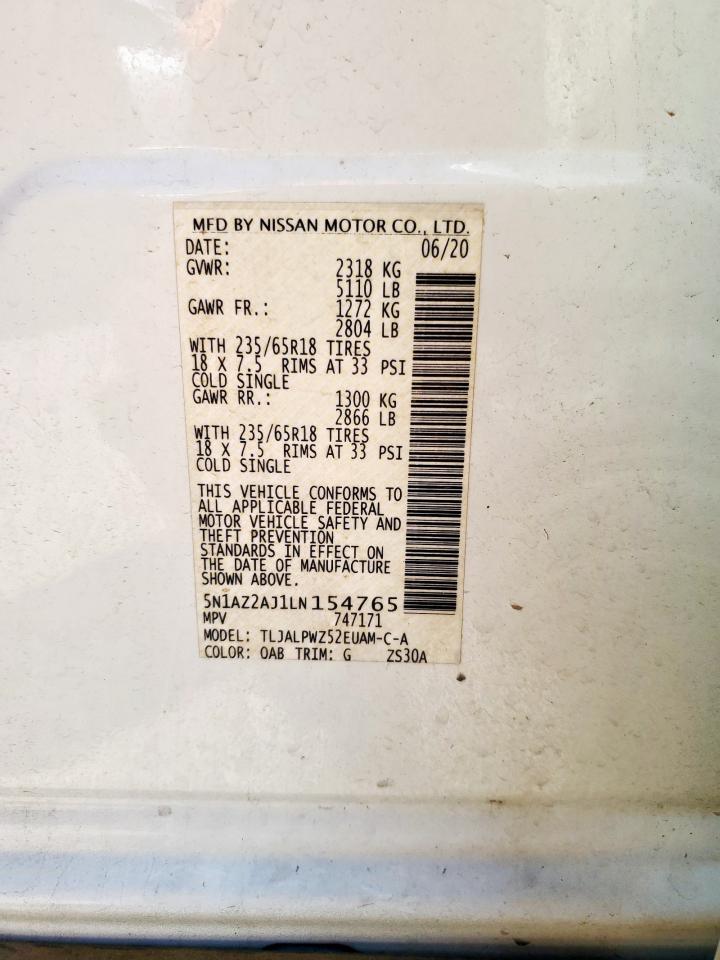 MFD BY NISSAN MOTOR CO., LTD.
DATE: 06/20
GVWR: 2318 KG
5110 LB
GAWR FR.: 1272 KG
2804 LB
WITH 235/65R18 TIRES
18 X 7.5 RIMS AT 33 PSI
COLD SINGLE
GAWR RR.: 1300 KG
2866 LB
WITH 235/65R18 TIRES
18 X 7.5 RIMS AT 33 PSI
COLD SINGLE
THIS VEHICLE CONFORMS TO
ALL APPLICABLE FEDERAL
MOTOR VEHICLE SAFETY AND
THEFT PREVENTION
STANDARDS IN EFFECT ON
THE DATE OF MANUFACTURE
SHOWN ABOVE.
5N1AZ2AJ1LN154765
MPV 747171
MODEL: TLJALPWZ52EUAM-C-A
COLOR: OAB TRIM: G ZS30A